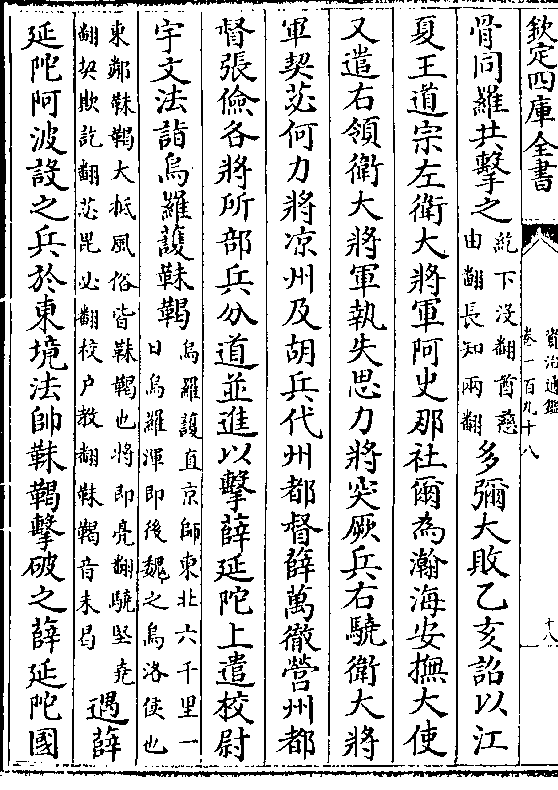 欽定四庫全書
資治通鑑
卷一百九十八
十八
骨同羅共擊之紇下沒翻酋慈
由翻長知兩翻多彌大敗乙亥詔以江
夏王道宗左衛大將軍阿史那社爾為瀚海安撫大使
又遣右領衛大將軍執失思力將突厥兵右驍衛大將
軍契苾何力將凉州及胡兵代州都督薛萬徹營州都
督張儉各將所部兵分道並進以擊薛延陀上遣校尉
宇文法詣烏羅護靺鞨烏羅護直京師東北六千里一
曰烏羅渾即後魏之烏洛侯也
東鄰靺鞨大抵風俗皆靺鞨也將即亮翻驍堅堯
翻契欺訖翻苾毘必翻校户教翻靺鞨音末曷遇薛
延陀阿波設之兵於東境法帥靺鞨擊破之薛延陀國